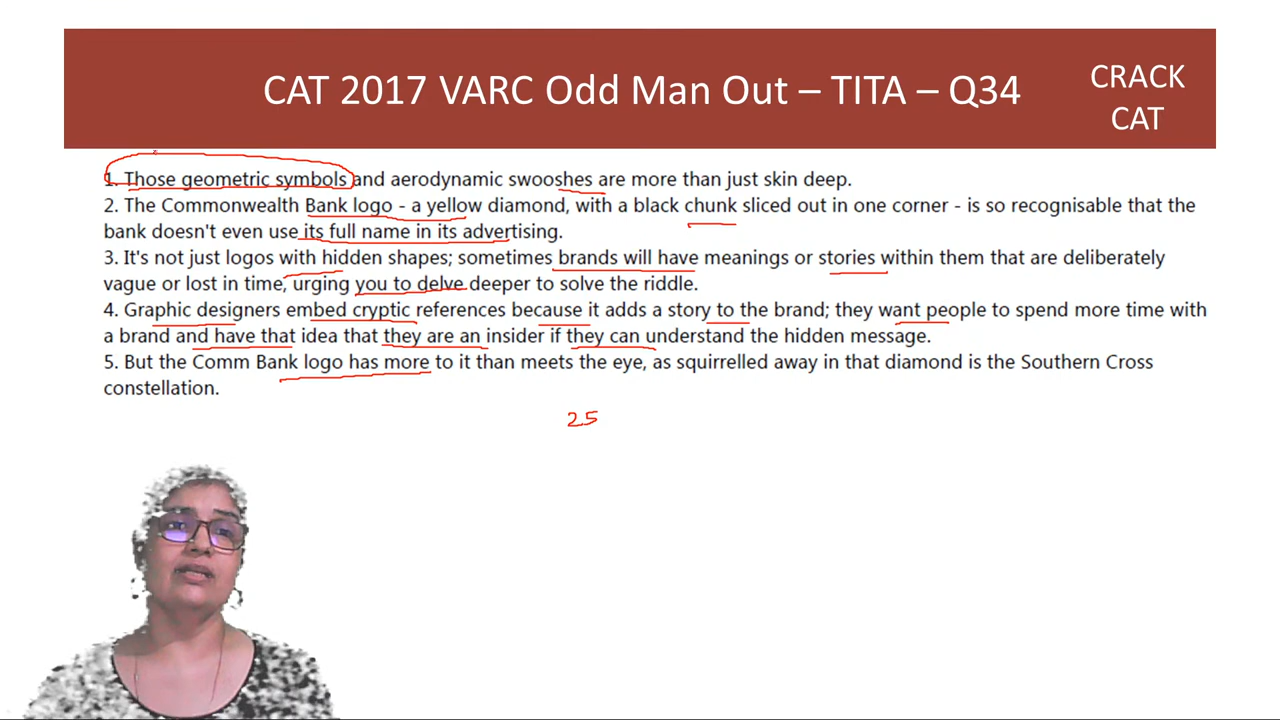 CAT 2017 VARC Odd Man Out – TITA – Q34
CRACK
CAT
1. Those geometric symbols and aerodynamic swooshes are more than just skin deep.
2. The Commonwealth Bank logo - a yellow diamond, with a black chunk sliced out in one corner - is so recognisable that the
bank doesn't even use its full name in its advertising.
3. It's not just logos with hidden shapes; sometimes brands will have meanings or stories within them that are deliberately
vague or lost in time, urging you to delve deeper to solve the riddle.
4. Graphic designers embed cryptic references because it adds a story to the brand; they want people to spend more time with
a brand and have that idea that they are an insider if they can understand the hidden message.
5. But the Comm Bank logo has more to it than meets the eye, as squirrelled away in that diamond is the Southern Cross
constellation.
25